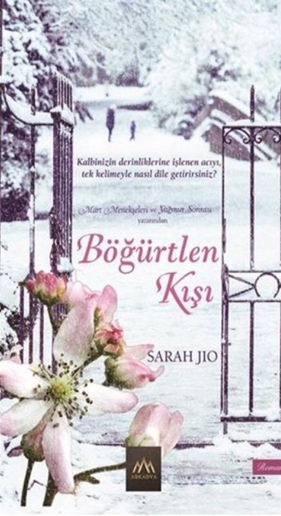 Kalbinizin derinliklerine işlenen acıyı,
tek kelimeyle nasıl dile getirirsiniz?
Mart Menekşeleri ve Yağmur Sonrası
yazarından
Böğürtlen
Kışı
SARAH JIO
ARKADYA
Roman